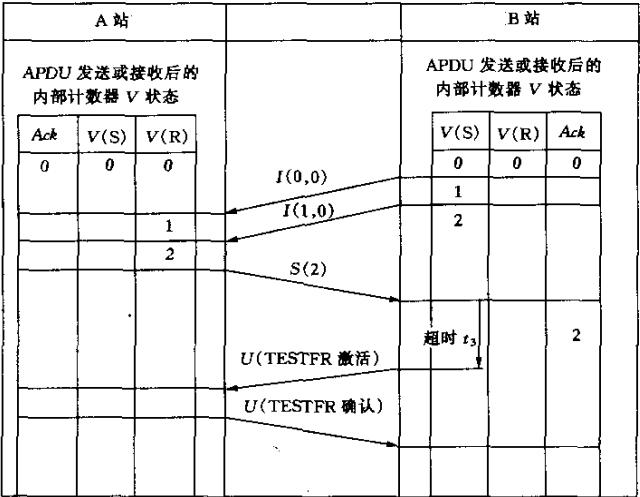 A 站
B 站
APDU 发送或接收后的
内部计数器 V 状态
APDU 发送或接收后的
内部计数器 V 状态
Ack V(S) V(R)
V(S) V(R) Ack
0 0 0
0 0 0
I(0,0)
1
I(1,0)
1
2
2
S(2)
超时 t3
2
U(TESTFR 激活)
U(TESTFR 确认)